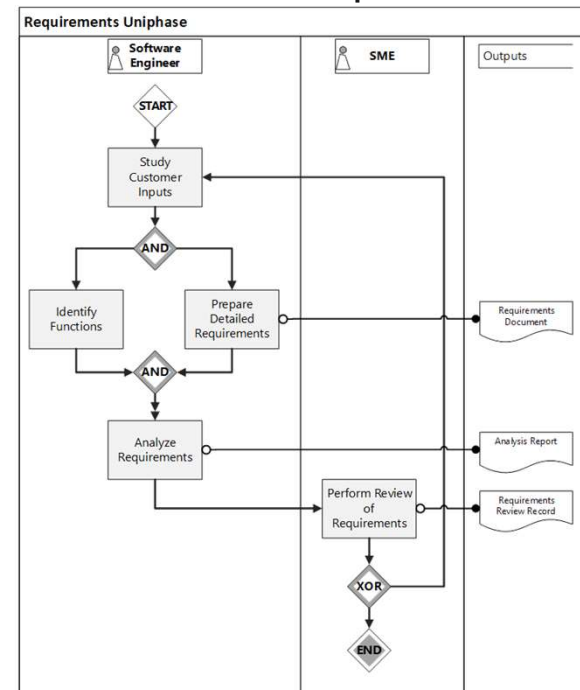 Requirements Uniphase
Software
Engineer
SME
Outputs
START
Study
Customer
Inputs
AND
Identify
Functions
Prepare
Detailed
Requirements
Requirements
Document
AND
Analyze
Requirements
Analysis Report
Perform Review
of
Requirements
Requirements
Review Record
XOR
END